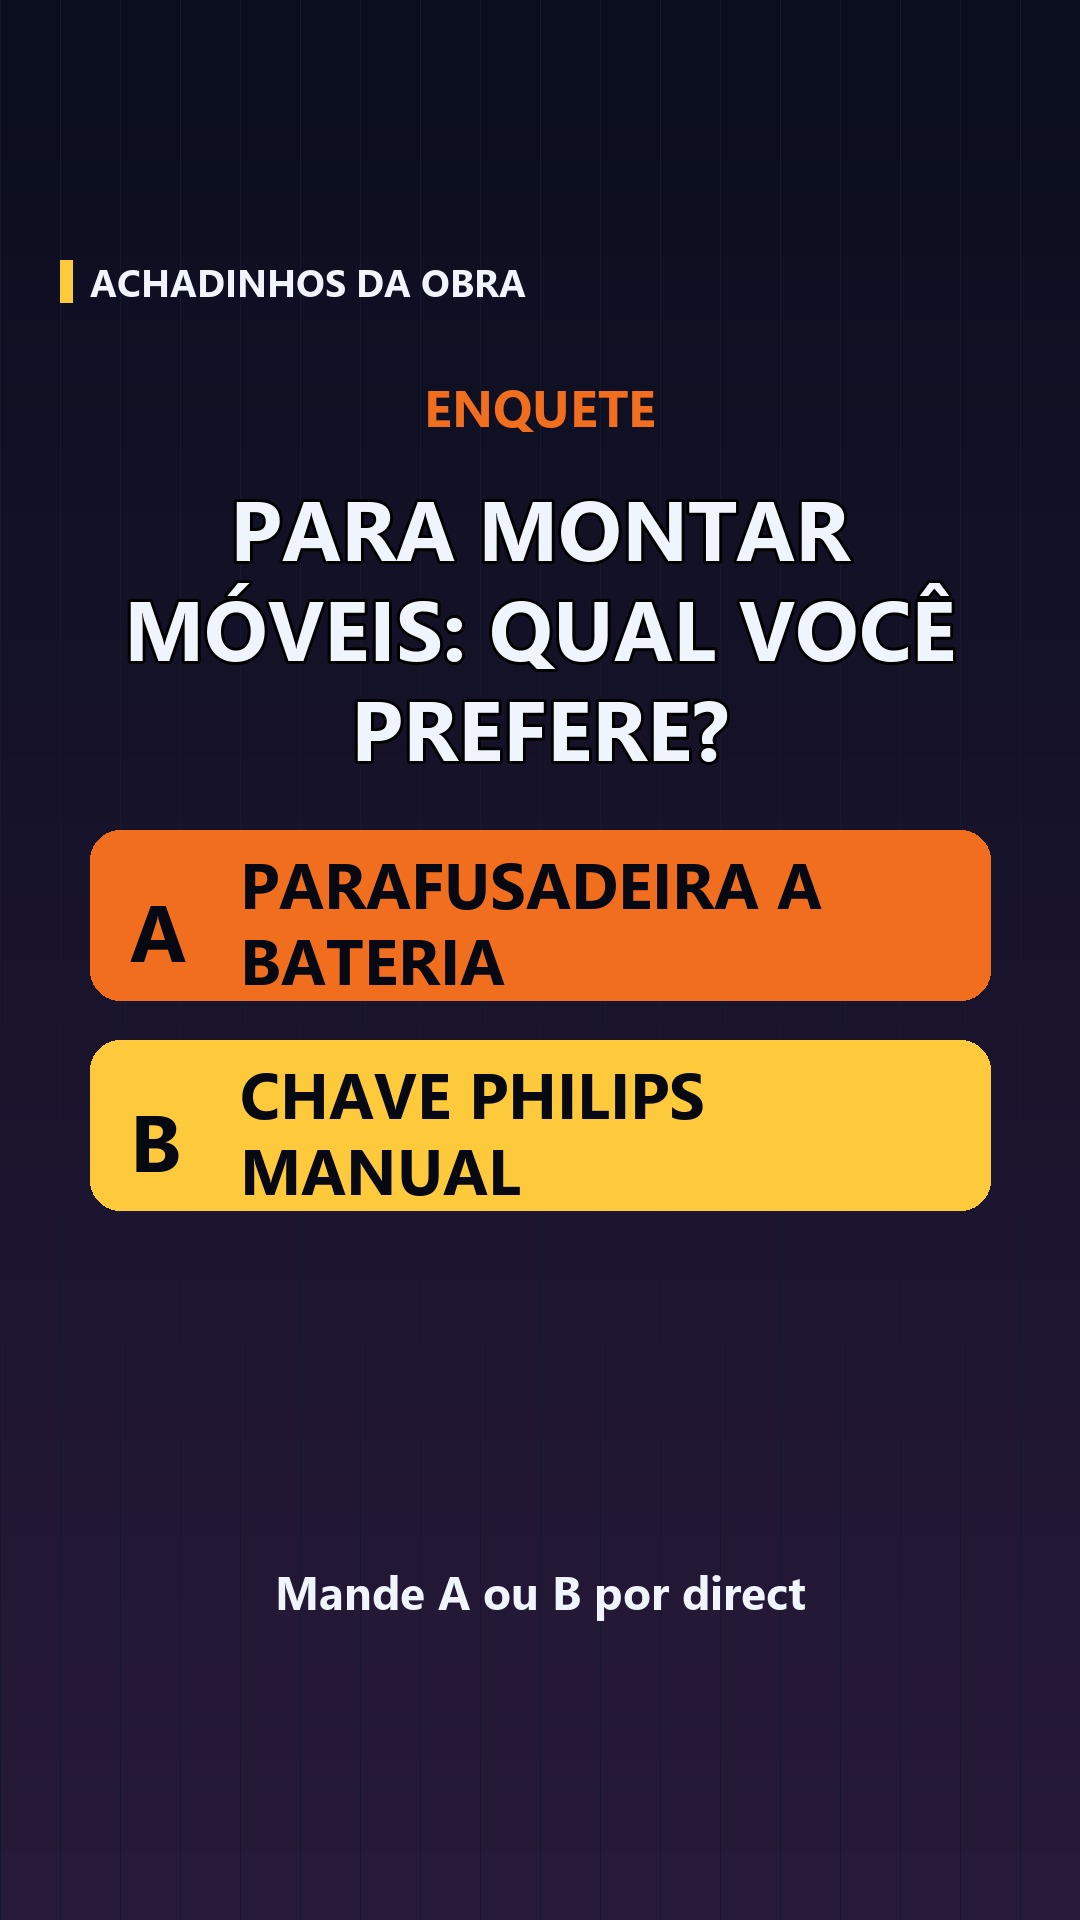 ACHADINHOS DA OBRA
ENQUETE
PARA MONTAR
MÓVEIS: QUAL VOCÊ
PREFERE?
A
PARAFUSADEIRA A
BATERIA
B
CHAVE PHILIPS
MANUAL
Mande A ou B por direct